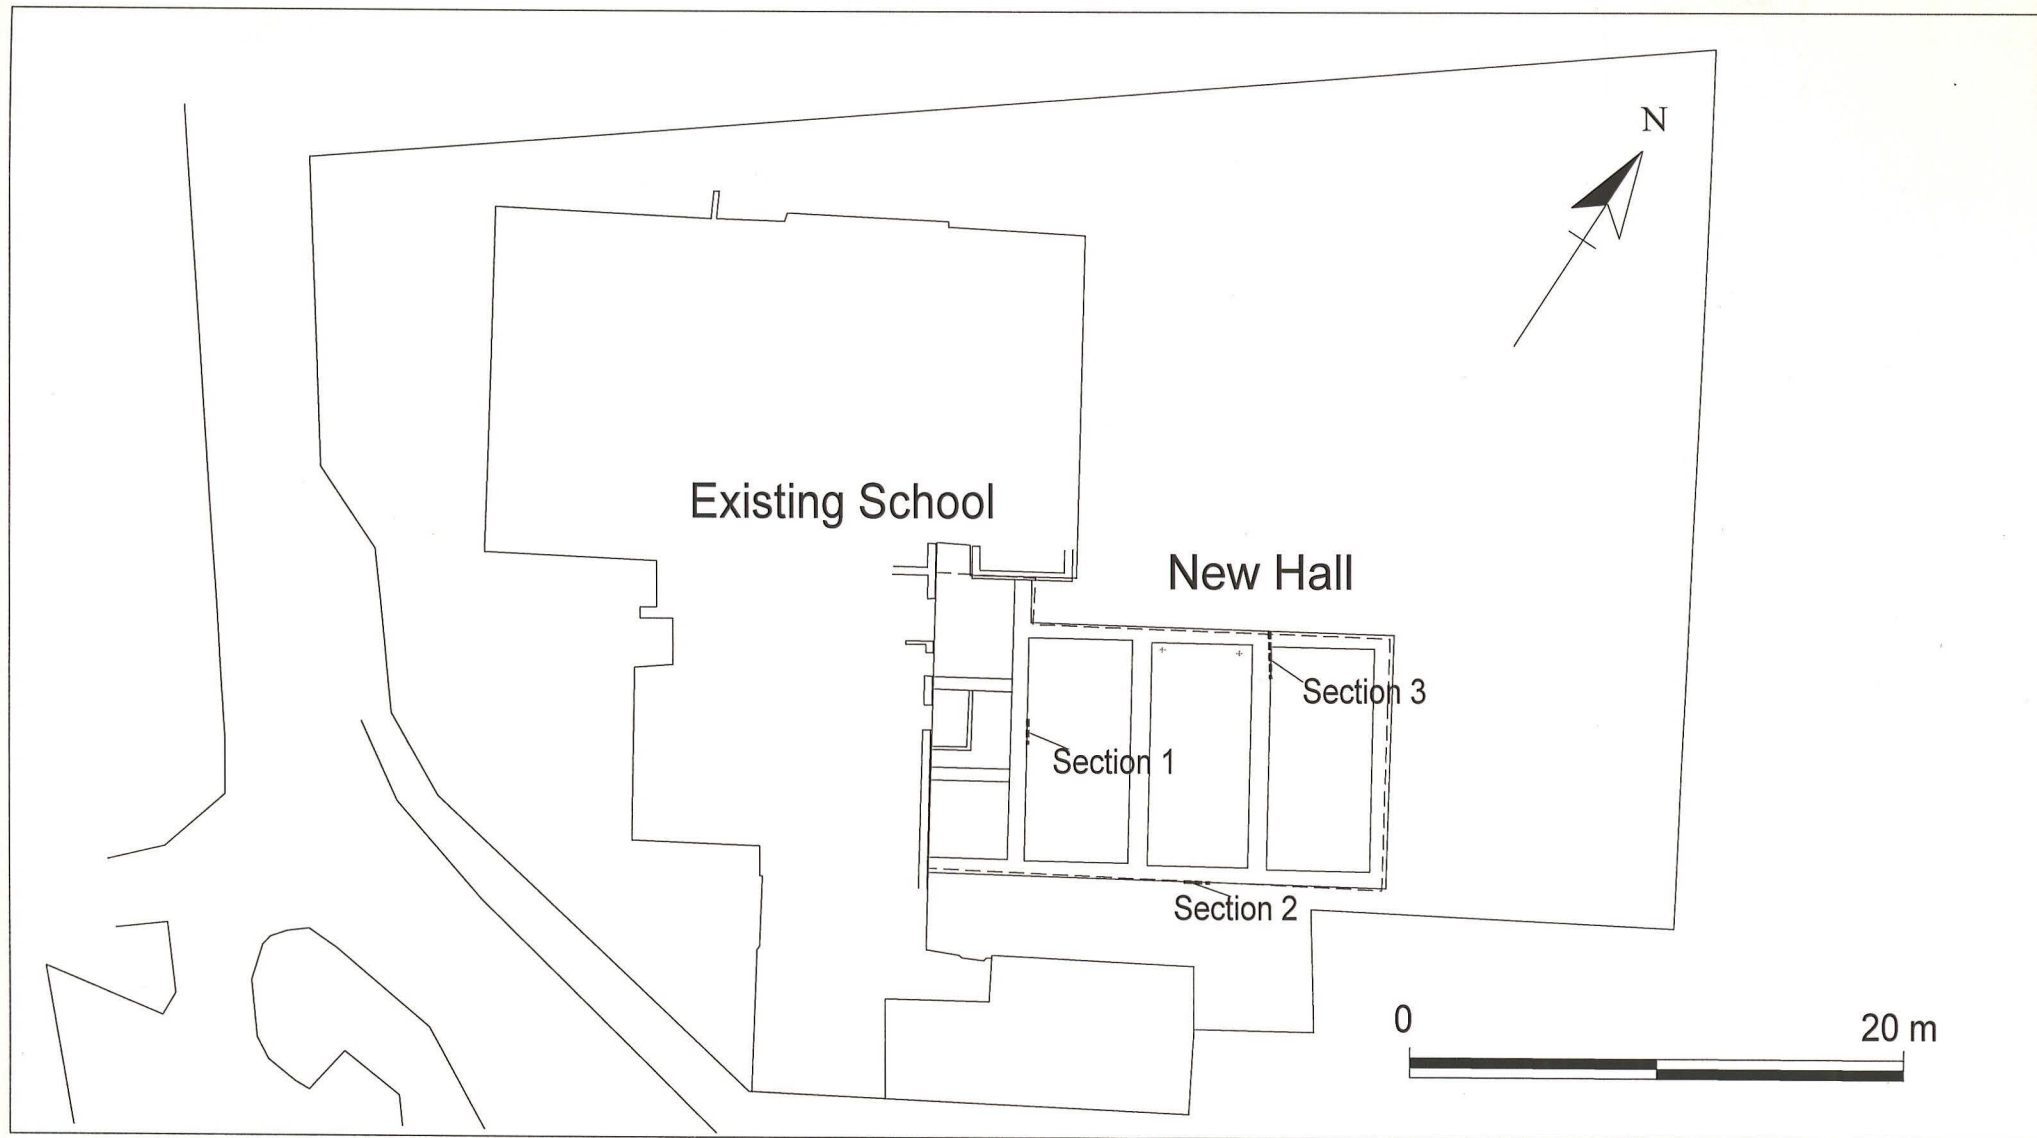 N
Existing School
New Hall
Section 3
Section 1
Section 2
0
20 m